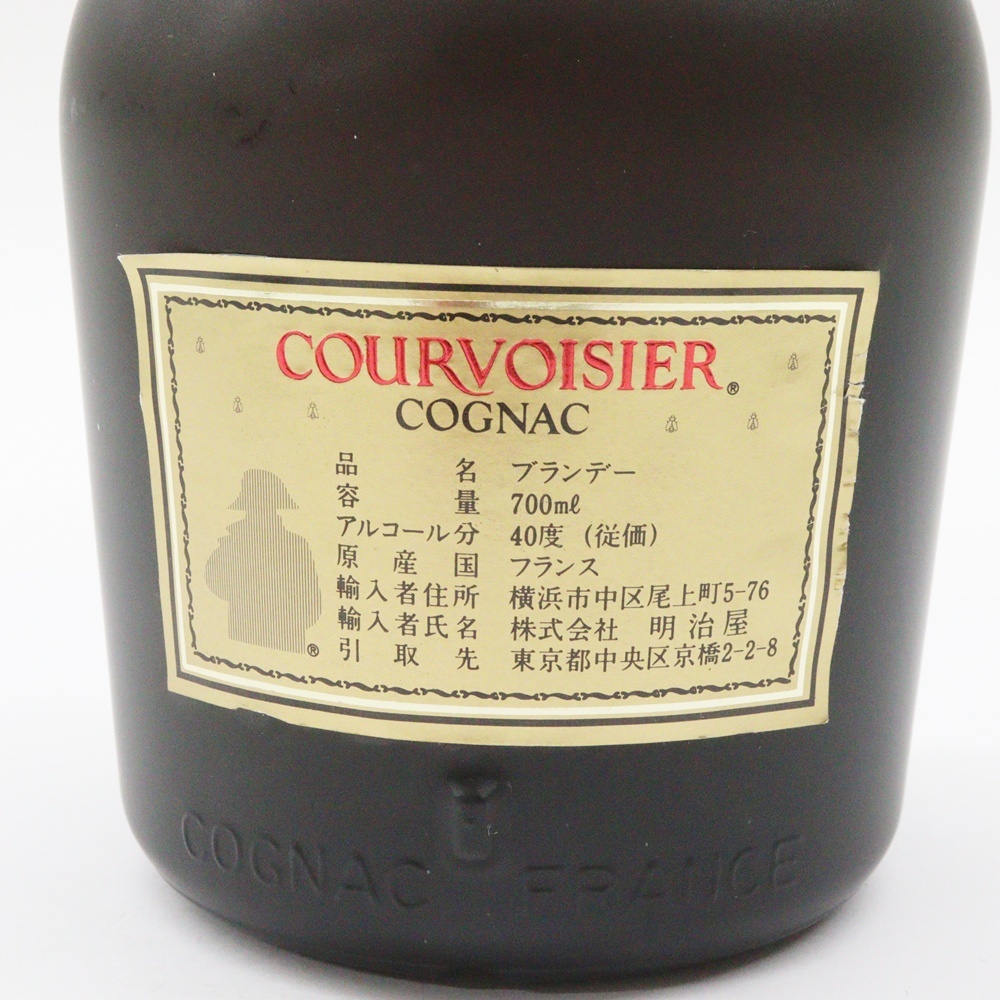 COURVOISIER®
COGNAC
品名 ブランデー
容量 700mℓ
アルコール分 40度 (従価)
原産国 フランス
輸入者住所 横浜市中区尾上町5-76
輸入者氏名 株式会社 明治屋
引取先 東京都中央区京橋2-2-8
®
COGNAC FRANCE